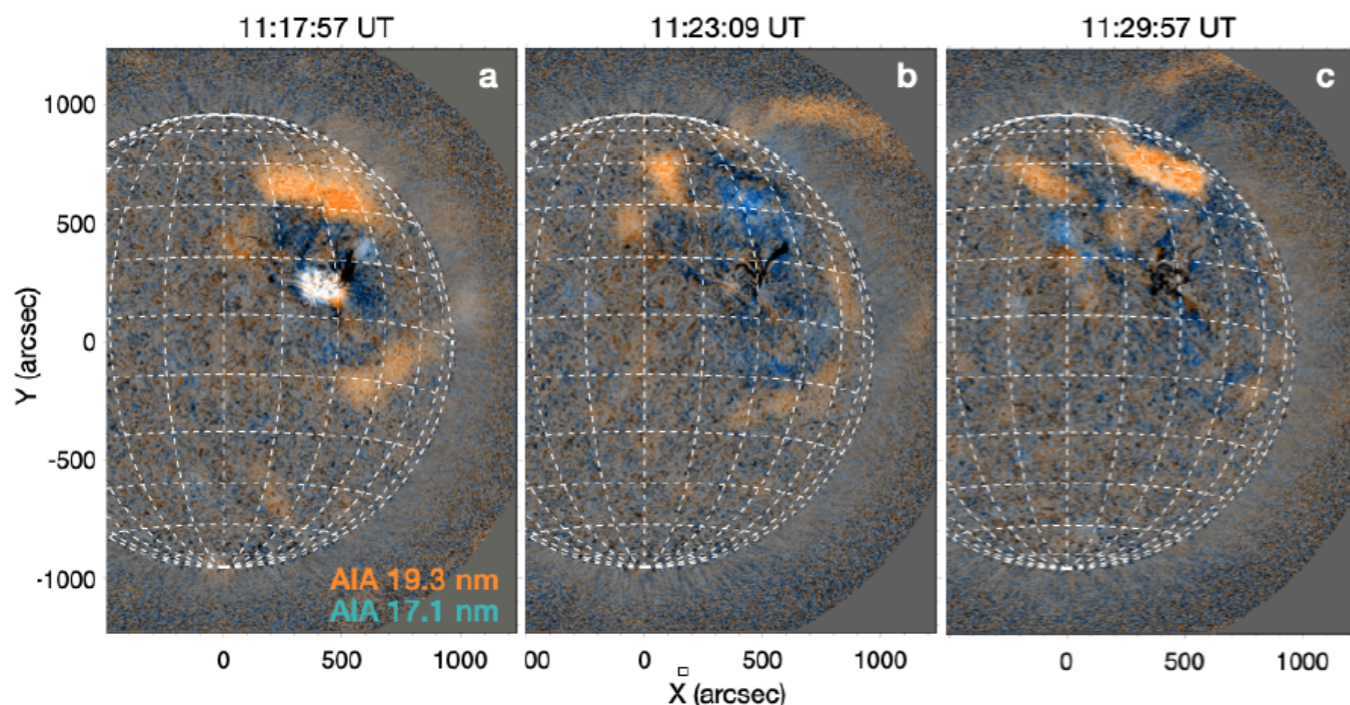 11:17:57 UT
11:23:09 UT
11:29:57 UT
a
b
c
1000
500
0
-500
-1000
Y (arcsec)
AIA 19.3 nm
AIA 17.1 nm
0 500 1000
00 0 500 1000
0 500 1000
X (arcsec)